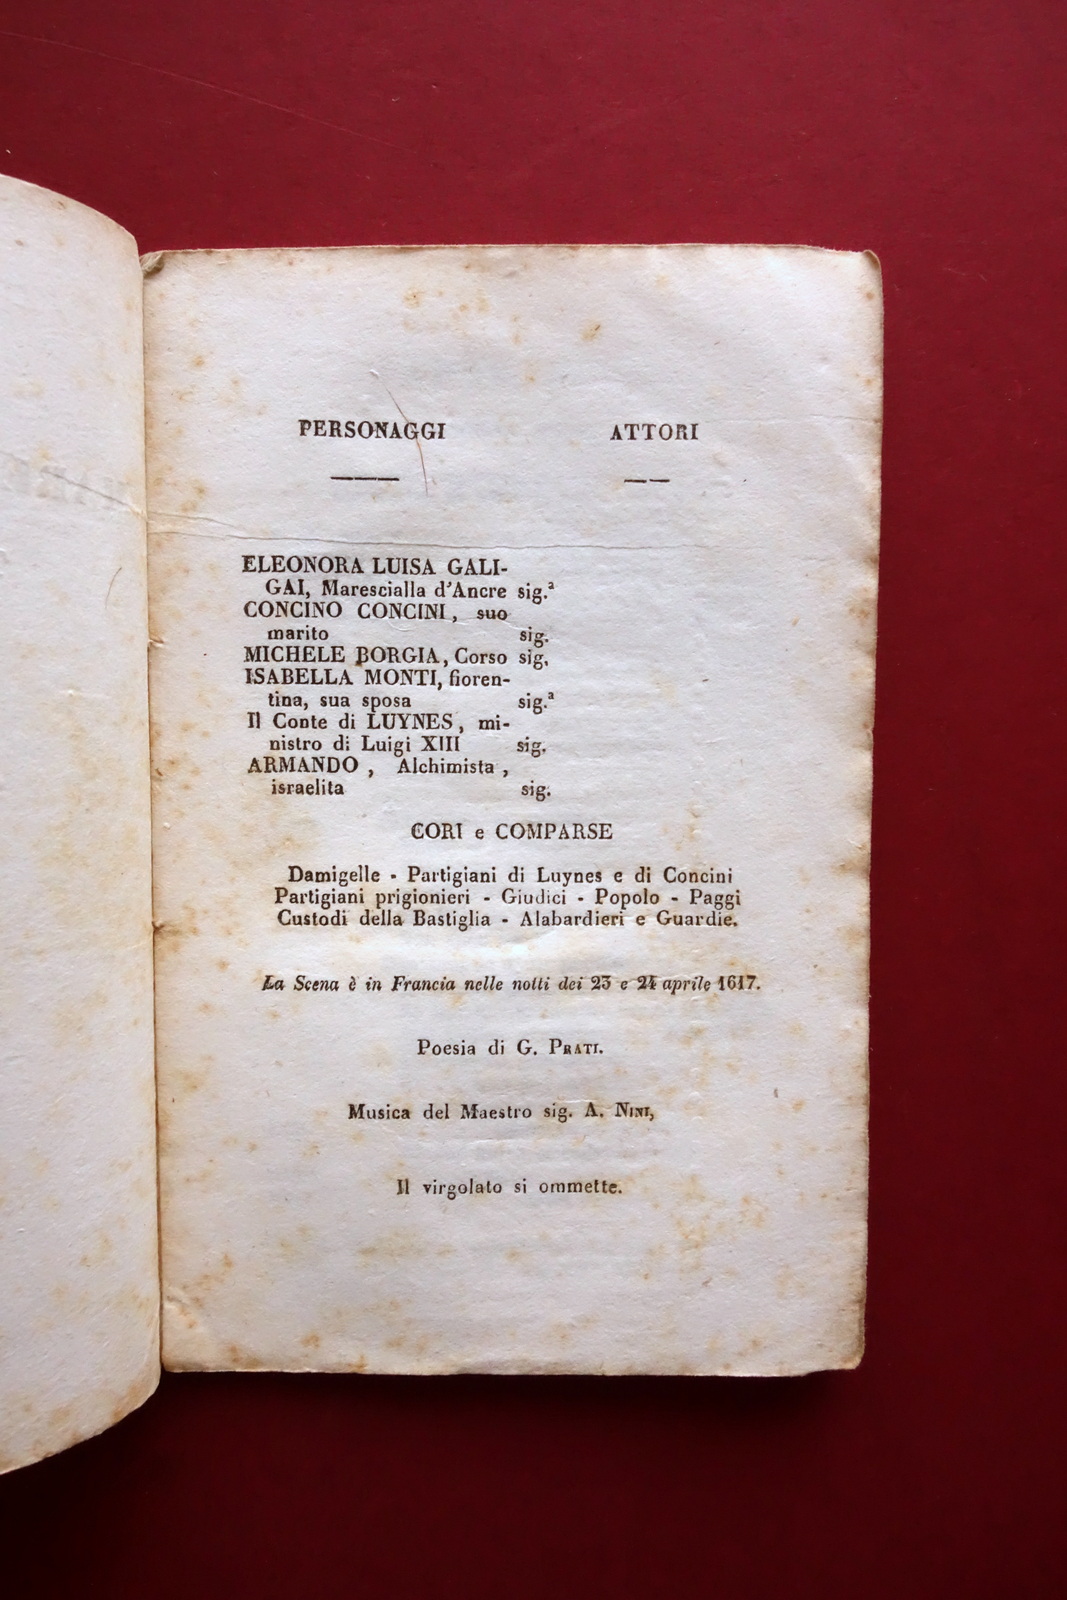 PERSONAGGI ATTORI
ELEONORA LUISA GALI-
GAI, Marescialla d'Ancre sig.ª
CONCINO CONCINI, suo
marito sig.
MICHELE BORGIA, Corso sig.
ISABELLA MONTI, fioren-
tina, sua sposa sig.ª
Il Conte di LUYNES, mi-
nistro di Luigi XIII sig.
ARMANDO, Alchimista,
israelita sig.
CORI e COMPARSE
Damigelle - Partigiani di Luynes e di Concini
Partigiani prigionieri - Giudici - Popolo - Paggi
Custodi della Bastiglia - Alabardieri e Guardie.
La Scena è in Francia nelle notti dei 23 e 24 aprile 1617.
Poesia di G. PRATI.
Musica del Maestro sig. A. NINI,
Il virgolato si ommette.